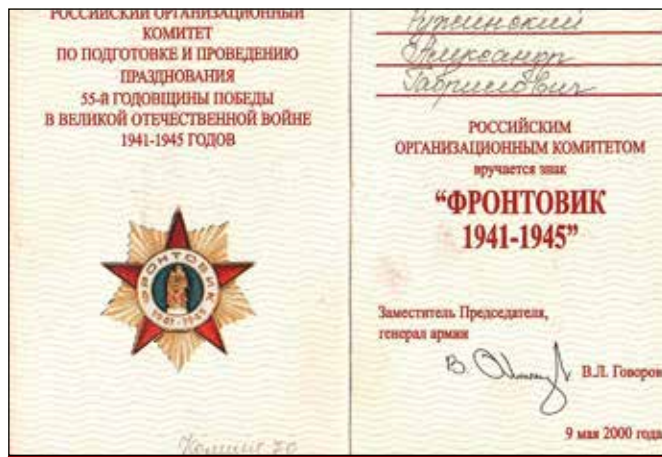 РОССИЙСКИЙ ОРГАНИЗАЦИОННЫЙ
КОМИТЕТ
ПО ПОДГОТОВКЕ И ПРОВЕДЕНИЮ
ПРАЗДНОВАНИЯ
55-Й ГОДОВЩИНЫ ПОБЕДЫ
В ВЕЛИКОЙ ОТЕЧЕСТВЕННОЙ ВОЙНЕ
1941-1945 ГОДОВ
ФРОНТОВИК
1941-1945
Александр
Габриелович
РОССИЙСКИМ
ОРГАНИЗАЦИОННЫМ КОМИТЕТОМ
вручается знак
“ФРОНТОВИК
1941-1945”
Заместитель Председателя,
генерал армии
В.Л. Говоров
9 мая 2000 года